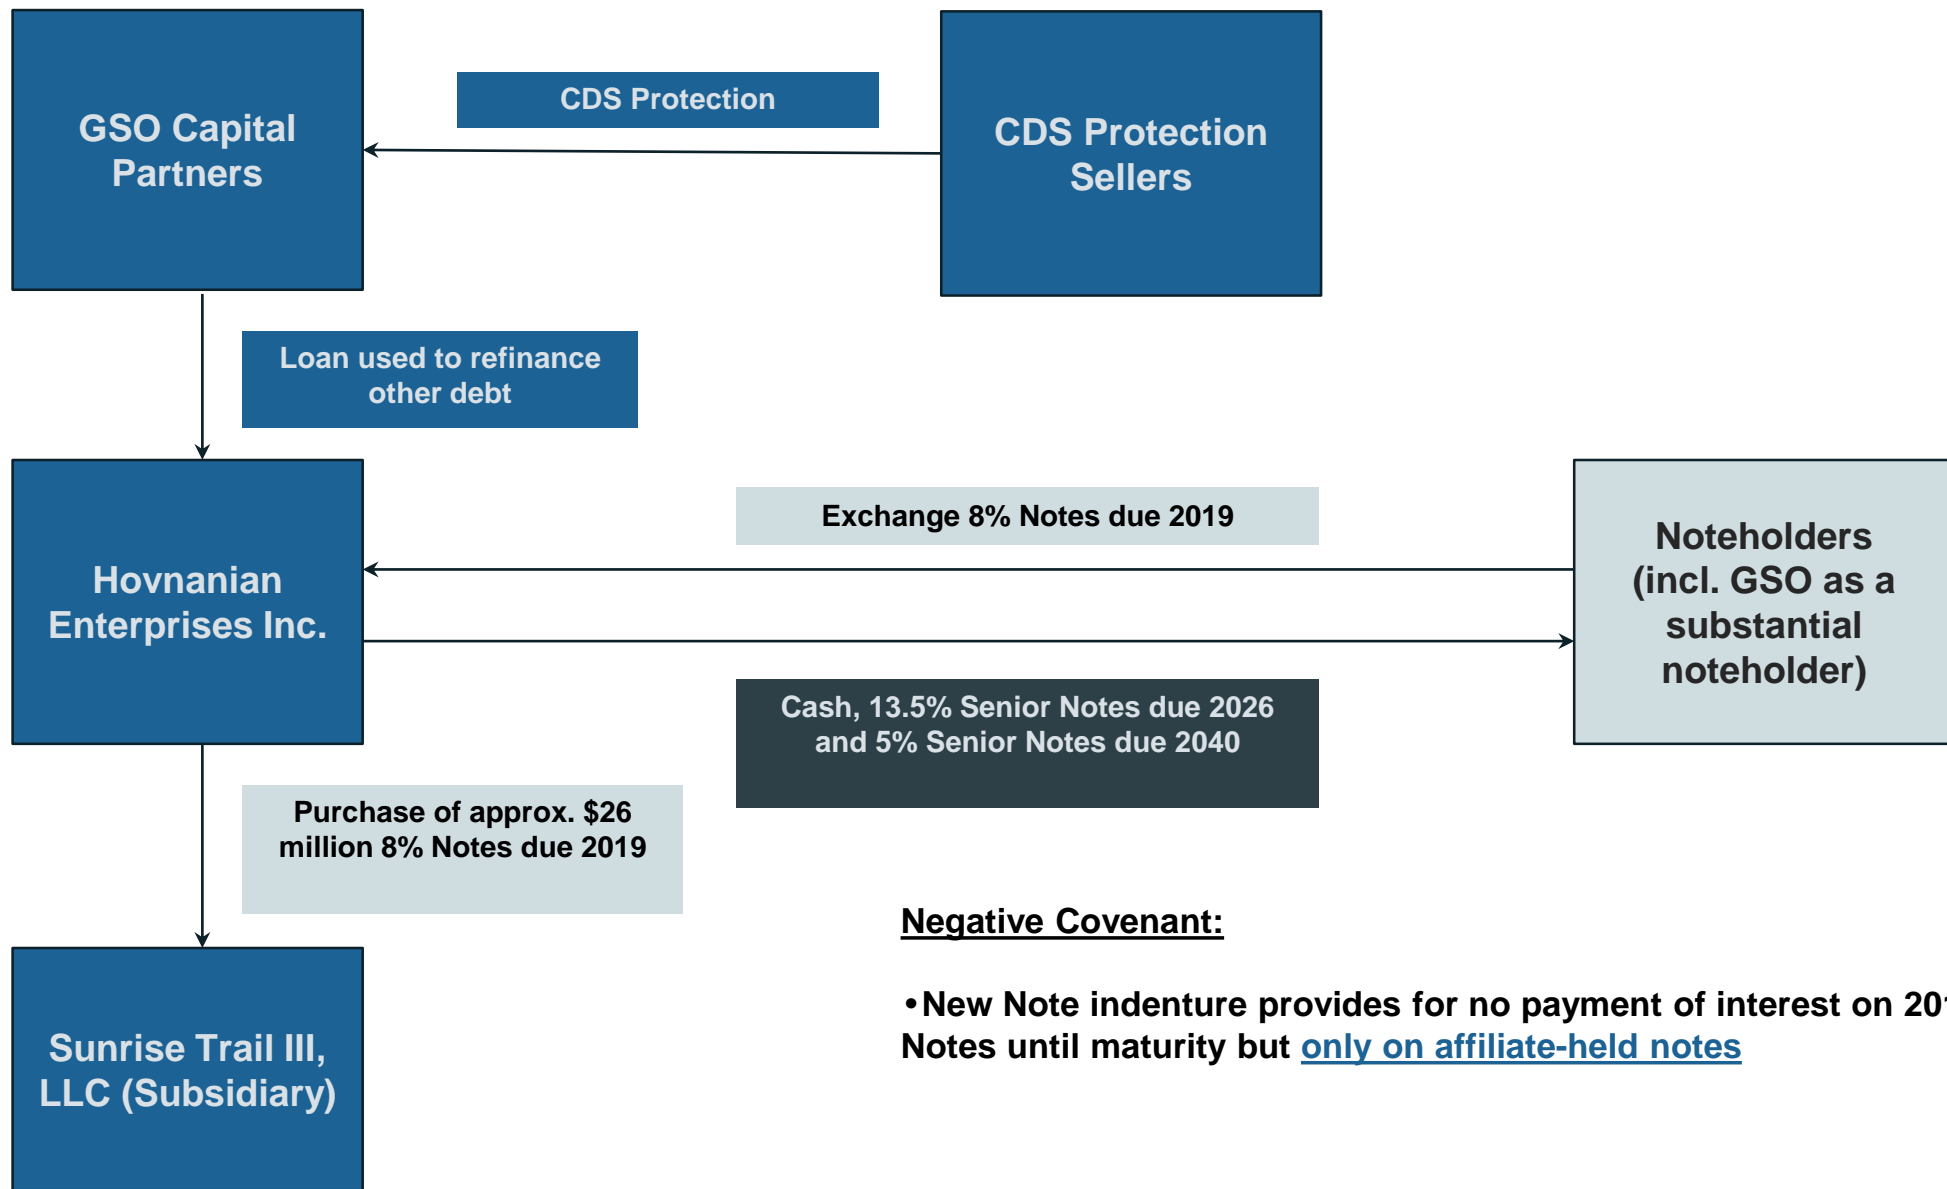 GSO Capital
Partners
CDS Protection
CDS Protection
Sellers
Loan used to refinance
other debt
Hovnanian
Enterprises Inc.
Exchange 8% Notes due 2019
Noteholders
(incl. GSO as a
substantial
noteholder)
Cash, 13.5% Senior Notes due 2026
and 5% Senior Notes due 2040
Purchase of approx. $26
million 8% Notes due 2019
Sunrise Trail III,
LLC (Subsidiary)
Negative Covenant:
•New Note indenture provides for no payment of interest on
Notes until maturity but only on affiliate-held notes